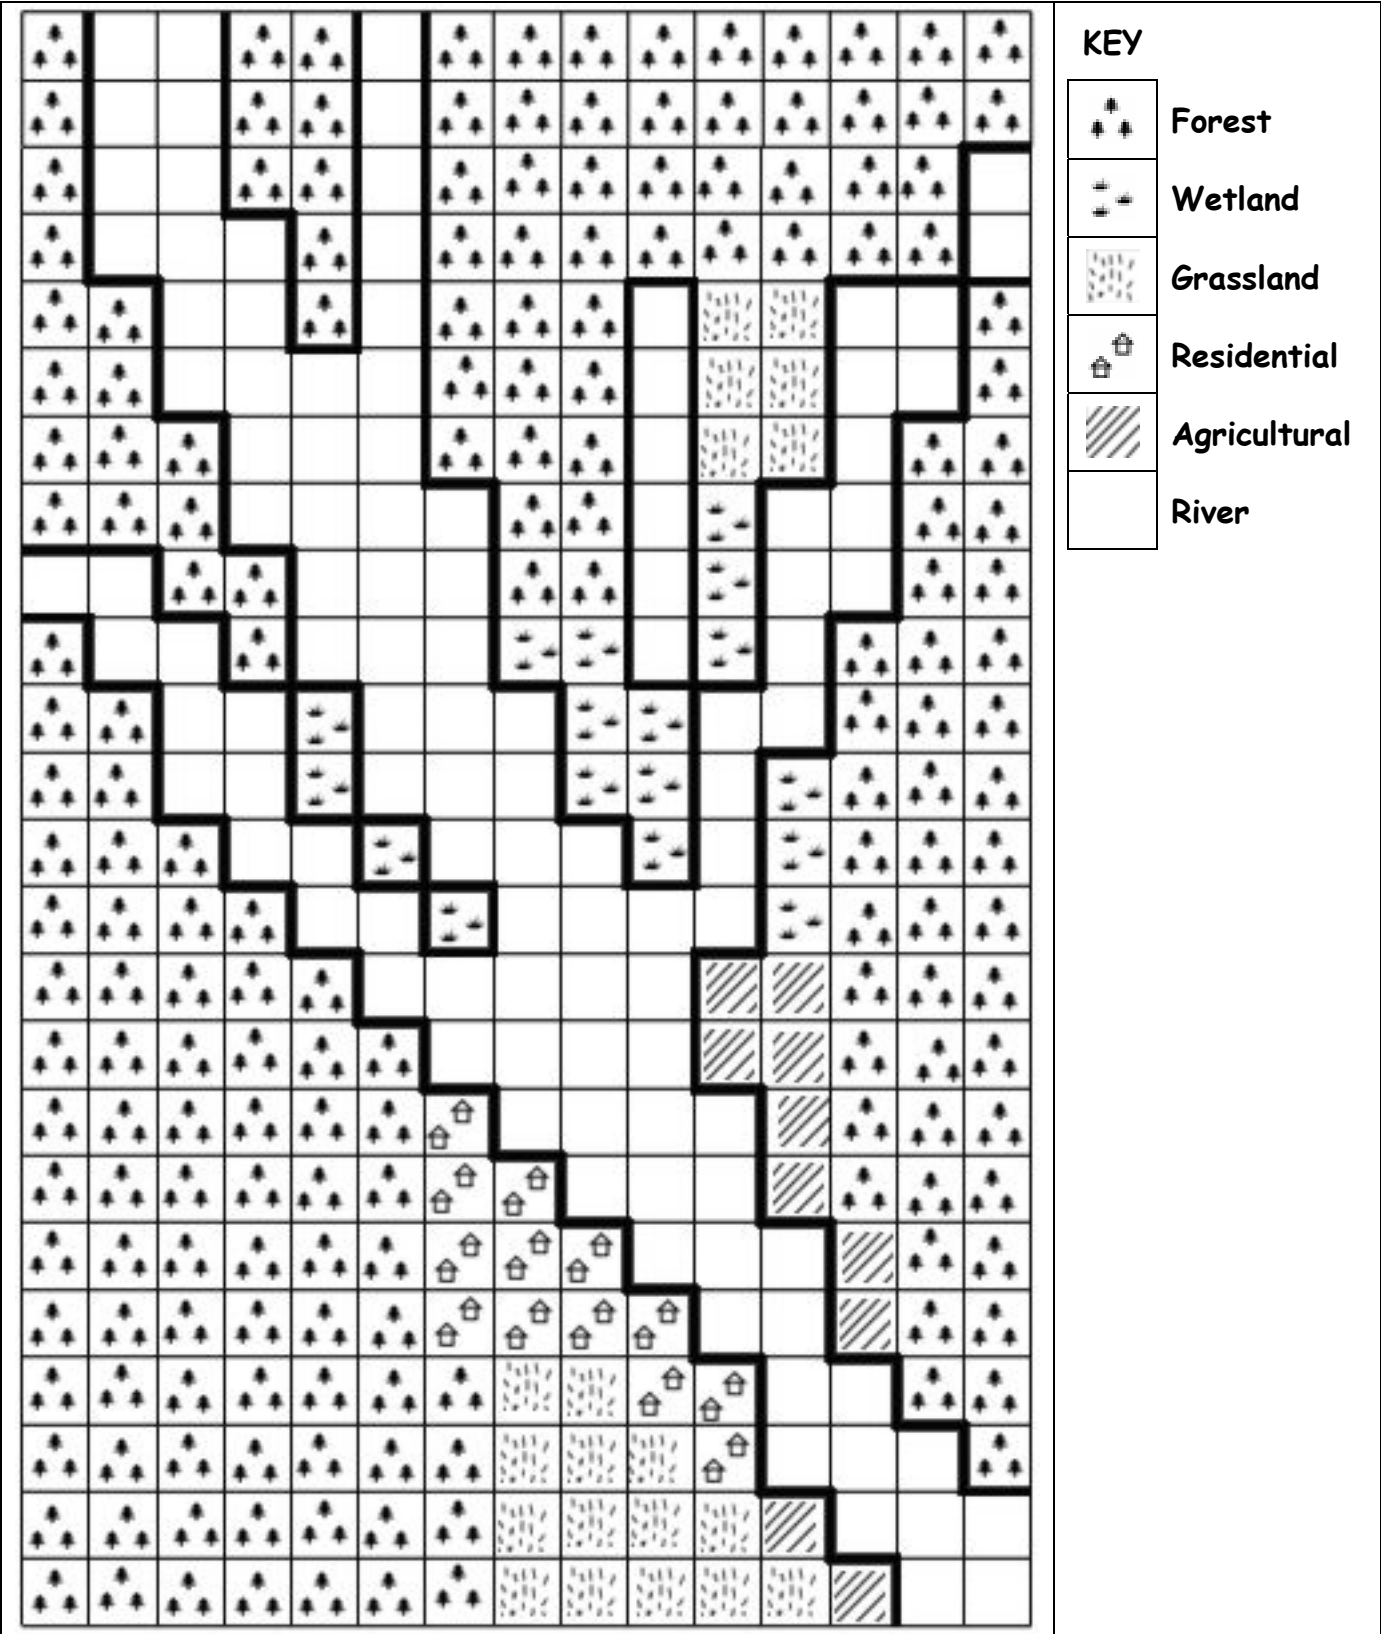 KEY
Forest
Wetland
Grassland
Residential
Agricultural
River